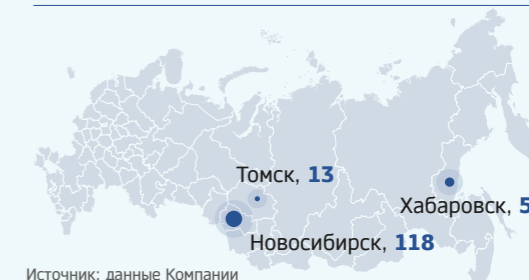 Томск, 13
Хабаровск, 5
Новосибирск, 118
Источник: данные Компании